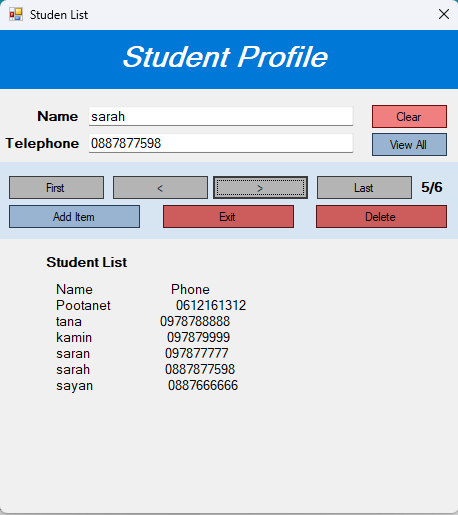 Studen List
Student Profile
Name sarah Clear
Telephone 0887877598 View All
First < > Last 5/6
Add Item Exit Delete
Student List
Name Phone
Pootanet 0612161312
tana 0978788888
kamin 097879999
saran 097877777
sarah 0887877598
sayan 0887666666